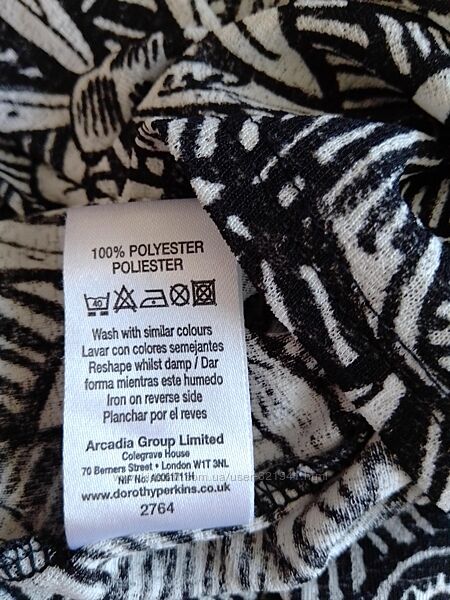 100% POLYESTER
POLIESTER
40
Wash with similar colours
Lavar con colores semejantes
Reshape whilst damp / Dar
forma mientras este humedo
Iron on reverse side
Planchar por el reves
Arcadia Group Limited
Colegrave House
70 Berners Street • London W1T 3NL
NIF No. A0061711H
www.dorothyperkins.co.uk
2764